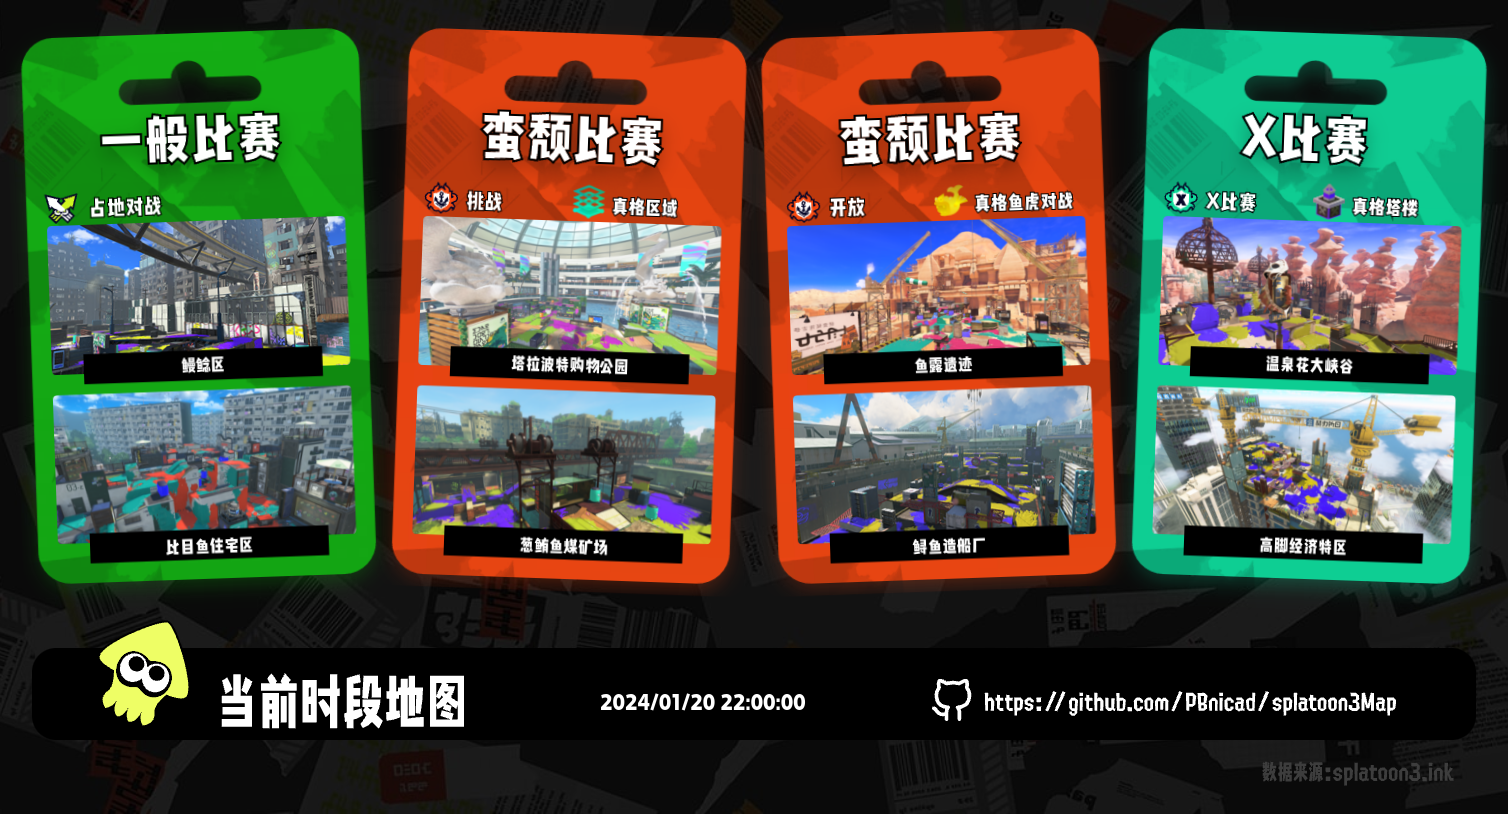 一般比赛
占地对战
鳗鲶区
比目鱼住宅区
蛮颓比赛
挑战
真格区域
塔拉波特购物公园
葱鲔鱼煤矿场
蛮颓比赛
开放
真格鱼虎对战
鱼露遗迹
鲟鱼造船厂
X比赛
X比赛
真格塔楼
温泉花大峡谷
高脚经济特区
当前时段地图
2024/01/20 22:00:00
https://github.com/PBnicad/splatoon3Map
数据来源:splatoon3.ink